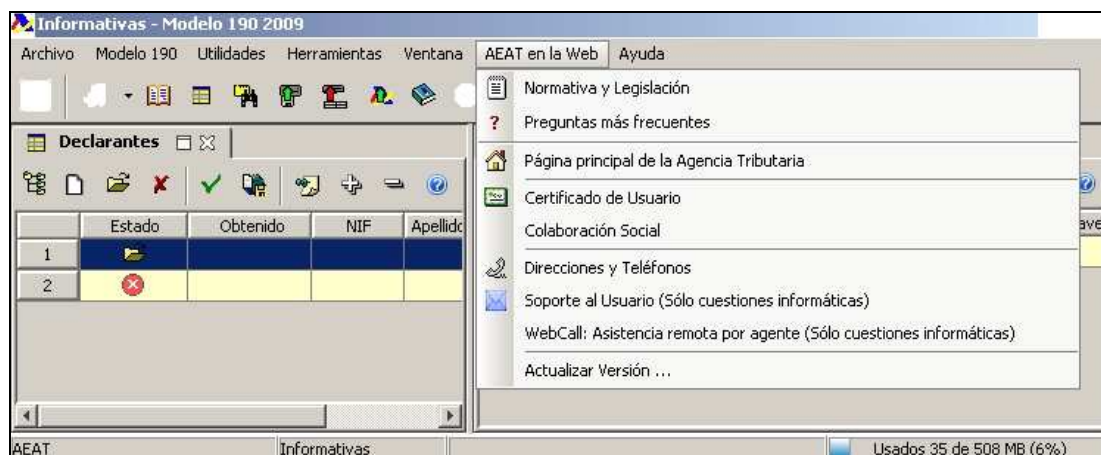 Informativas - Modelo 190 2009
Archivo Modelo 190 Utilidades Herramientas Ventana AEAT en la Web Ayuda
Normativa y Legislación
? Preguntas más frecuentes
Declarantes
Página principal de la Agencia Tributaria
Certificado de Usuario
Estado Obtenido NIF Apellido
Colaboración Social
ave
1
Direcciones y Teléfonos
2
Soporte al Usuario (Sólo cuestiones informáticas)
WebCall: Asistencia remota por agente (Sólo cuestiones informáticas)
Actualizar Versión ...
AEAT Informativas Usados 35 de 508 MB (6%)